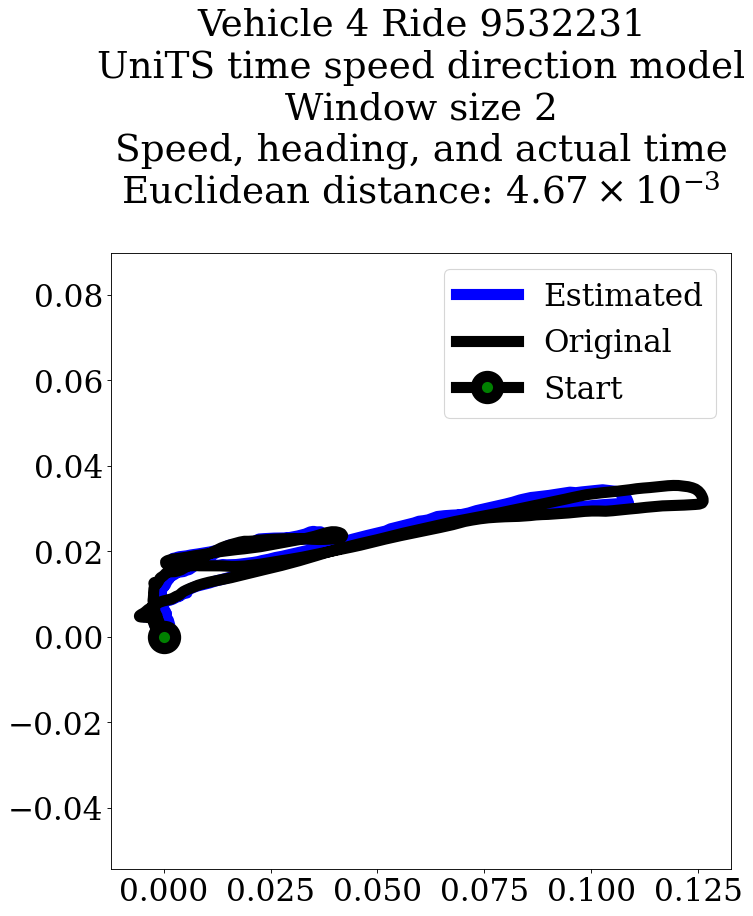 Vehicle 4 Ride 9532231
UniTS time speed direction model
Window size 2
Speed, heading, and actual time
Euclidean distance: 4.67 × 10⁻³
Estimated
Original
Start
0.08
0.06
0.04
0.02
0.00
−0.02
−0.04
0.000 0.025 0.050 0.075 0.100 0.125